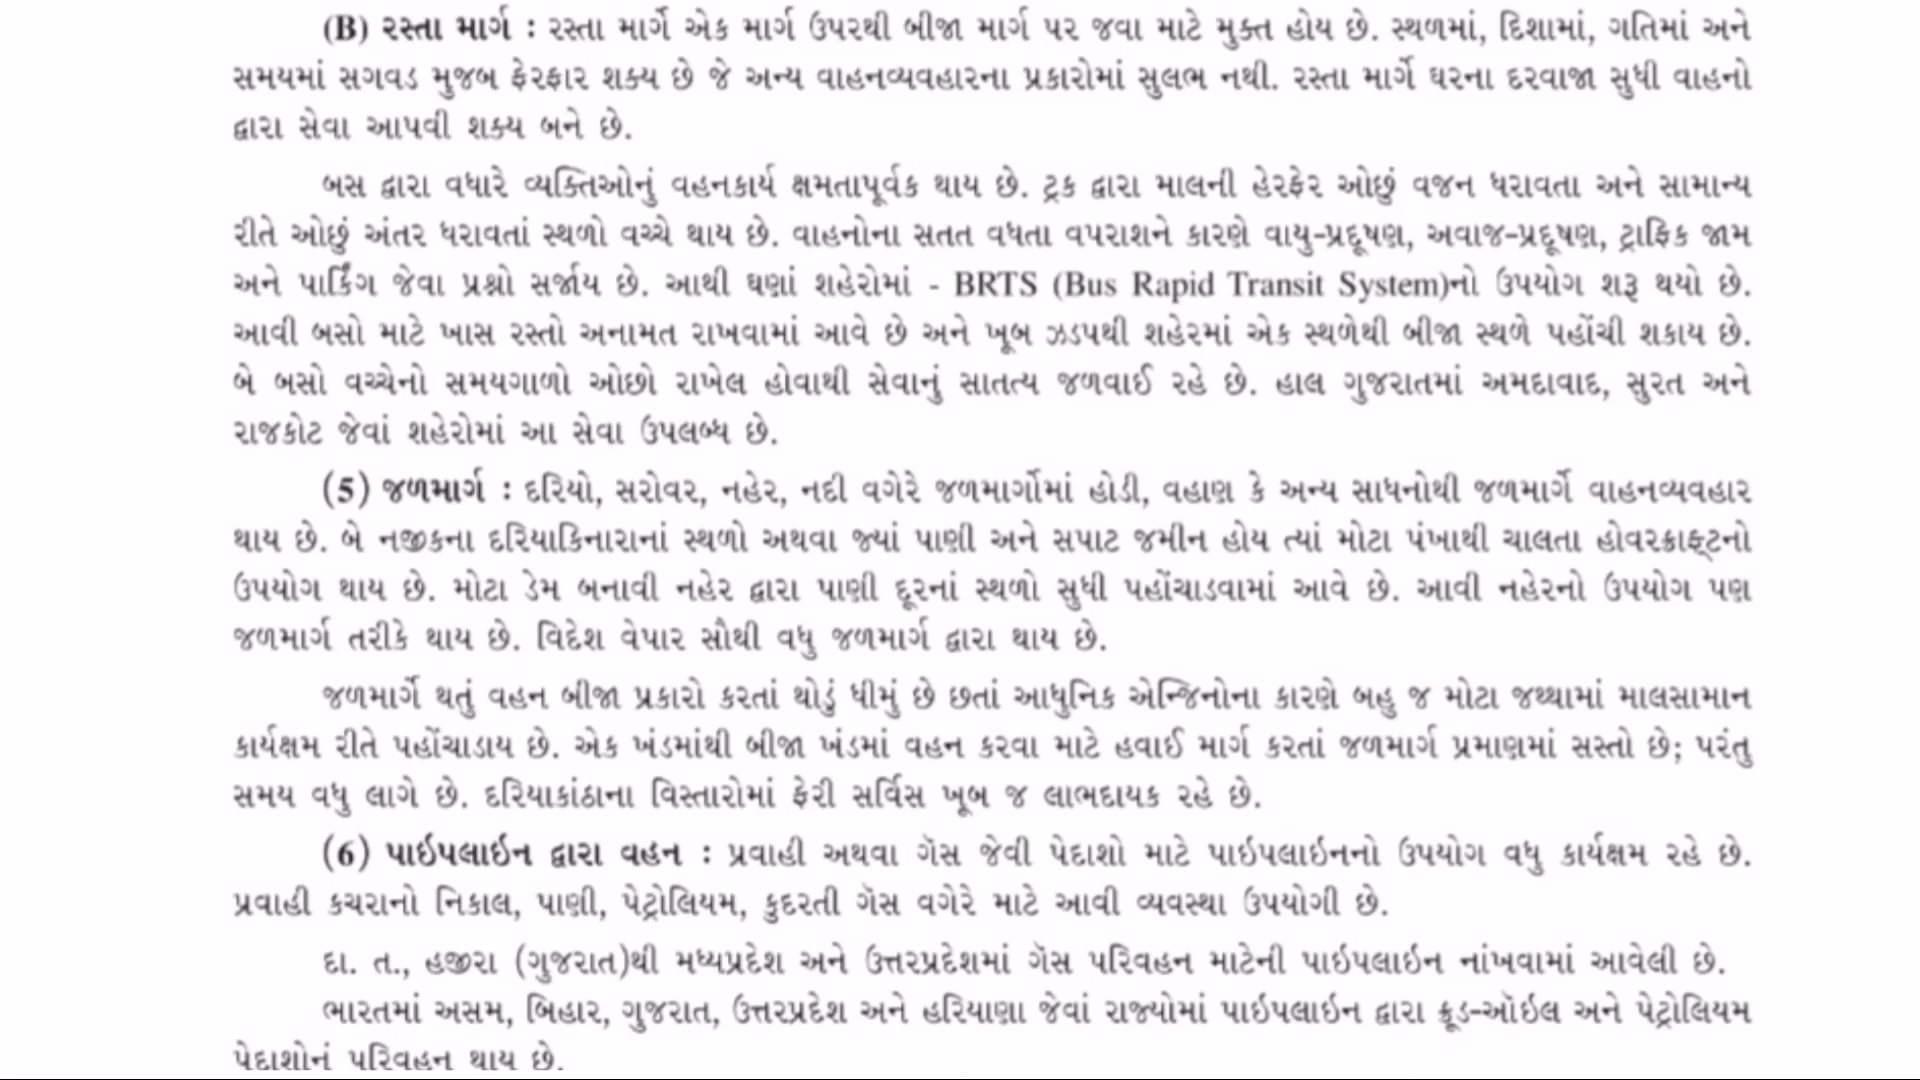 (B) રસ્તા માર્ગ : રસ્તા માર્ગે એક માર્ગ ઉપરથી બીજા માર્ગ પર જવા માટે મુક્ત હોય છે. સ્થળમાં, દિશામાં, ગતિમાં અને
સમયમાં સગવડ મુજબ ફેરફાર શક્ય છે જે અન્ય વાહનવ્યવહારના પ્રકારોમાં સુલભ નથી. રસ્તા માર્ગે ઘરના દરવાજા સુધી વાહનો
દ્વારા સેવા આપવી શક્ય બને છે.
બસ દ્વારા વધારે વ્યક્તિઓનું વહનકાર્ય ક્ષમતાપૂર્વક થાય છે. ટ્રક દ્વારા માલની હેરફેર ઓછું વજન ધરાવતા અને સામાન્ય
રીતે ઓછું અંતર ધરાવતાં સ્થળો વચ્ચે થાય છે. વાહનોના સતત વધતા વપરાશને કારણે વાયુ-પ્રદૂષણ, અવાજ-પ્રદૂષણ, ટ્રાફિક જામ
અને પાર્કિંગ જેવા પ્રશ્નો સર્જાય છે. આથી ઘણાં શહેરોમાં - BRTS (Bus Rapid Transit System)નો ઉપયોગ શરૂ થયો છે.
આવી બસો માટે ખાસ રસ્તો અનામત રાખવામાં આવે છે અને ખૂબ ઝડપથી શહેરમાં એક સ્થળેથી બીજા સ્થળે પહોંચી શકાય છે.
બે બસો વચ્ચેનો સમયગાળો ઓછો રાખેલ હોવાથી સેવાનું સાતત્ય જળવાઈ રહે છે. હાલ ગુજરાતમાં અમદાવાદ, સુરત અને
રાજકોટ જેવાં શહેરોમાં આ સેવા ઉપલબ્ધ છે.
(5) જળમાર્ગ : દરિયો, સરોવર, નહેર, નદી વગેરે જળમાર્ગોમાં હોડી, વહાણ કે અન્ય સાધનોથી જળમાર્ગે વાહનવ્યવહાર
થાય છે. બે નજીકના દરિયાકિનારાનાં સ્થળો અથવા જ્યાં પાણી અને સપાટ જમીન હોય ત્યાં મોટા પંખાથી ચાલતા હોવરક્રાફ્ટનો
ઉપયોગ થાય છે. મોટા ડેમ બનાવી નહેર દ્વારા પાણી દૂરનાં સ્થળો સુધી પહોંચાડવામાં આવે છે. આવી નહેરનો ઉપયોગ પણ
જળમાર્ગ તરીકે થાય છે. વિદેશ વેપાર સૌથી વધુ જળમાર્ગ દ્વારા થાય છે.
જળમાર્ગે થતું વહન બીજા પ્રકારો કરતાં થોડું ધીમું છે છતાં આધુનિક એન્જિનોના કારણે બહુ જ મોટા જથ્થામાં માલસામાન
કાર્યક્ષમ રીતે પહોંચાડાય છે. એક ખંડમાંથી બીજા ખંડમાં વહન કરવા માટે હવાઈ માર્ગ કરતાં જળમાર્ગ પ્રમાણમાં સસ્તો છે; પરંતુ
સમય વધુ લાગે છે. દરિયાકાંઠાના વિસ્તારોમાં ફેરી સર્વિસ ખૂબ જ લાભદાયક રહે છે.
(6) પાઇપલાઇન દ્વારા વહન : પ્રવાહી અથવા ગૅસ જેવી પેદાશો માટે પાઇપલાઇનનો ઉપયોગ વધુ કાર્યક્ષમ રહે છે.
પ્રવાહી કચરાનો નિકાલ, પાણી, પેટ્રોલિયમ, કુદરતી ગૅસ વગેરે માટે આવી વ્યવસ્થા ઉપયોગી છે.
દા. ત., હજીરા (ગુજરાત)થી મધ્યપ્રદેશ અને ઉત્તરપ્રદેશમાં ગૅસ પરિવહન માટેની પાઇપલાઇન નાંખવામાં આવેલી છે.
ભારતમાં અસમ, બિહાર, ગુજરાત, ઉત્તરપ્રદેશ અને હરિયાણા જેવાં રાજ્યોમાં પાઇપલાઇન દ્વારા ક્રૂડ-ઑઇલ અને પેટ્રોલિયમ
પેદાશોનું પરિવહન થાય છે.